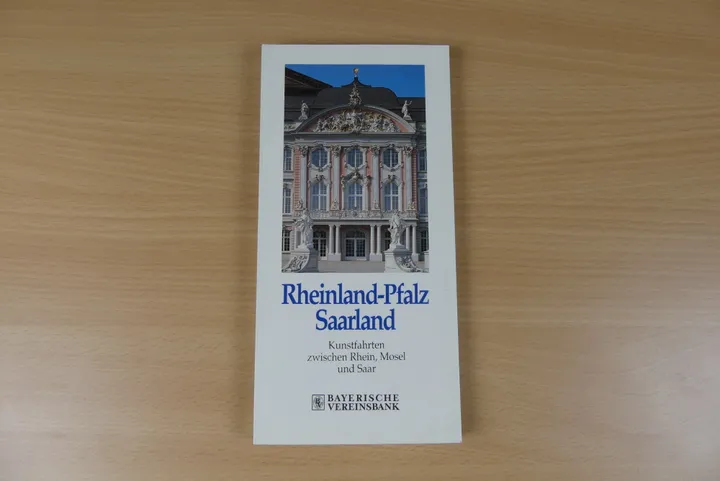 Rheinland-Pfalz
Saarland
Kunstfahrten
zwischen Rhein, Mosel
und Saar
BAYERISCHE
VEREINSBANK